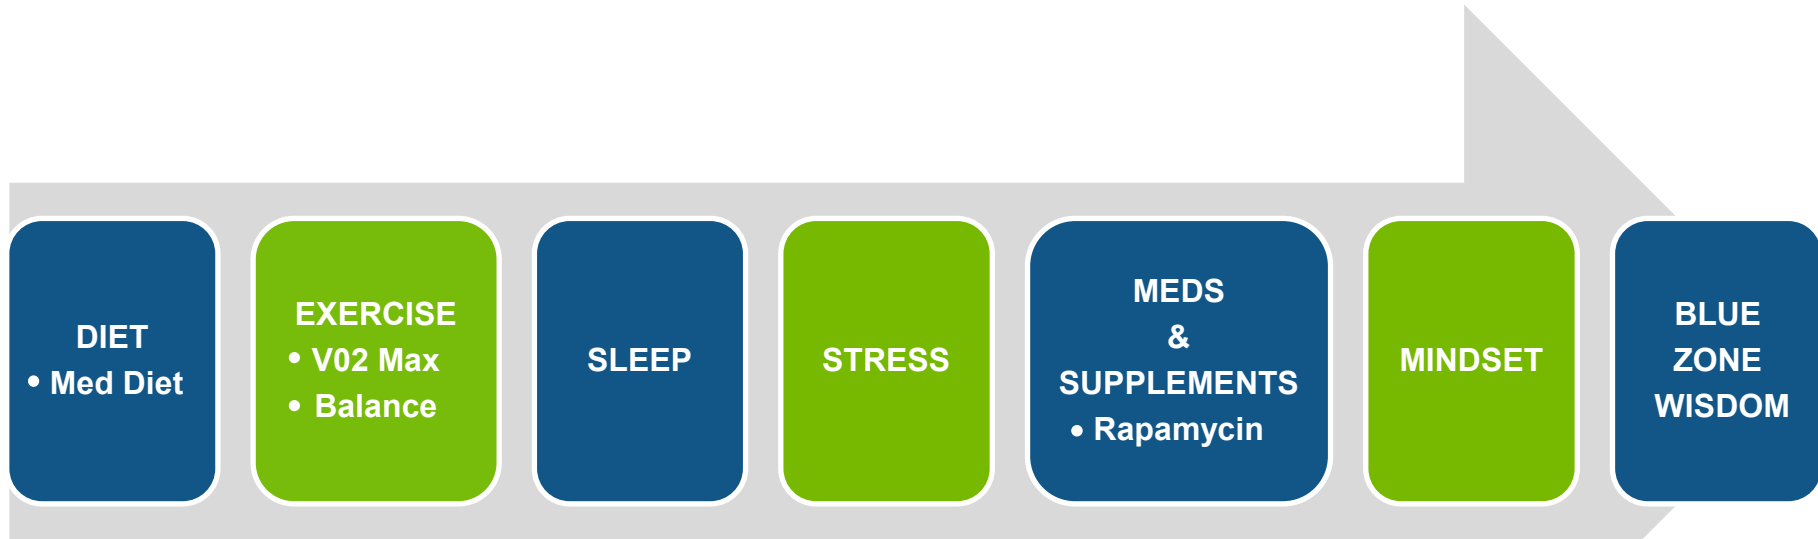 DIET
• Med Diet
EXERCISE
• V02 Max
• Balance
SLEEP
STRESS
MEDS
&
SUPPLEMENTS
• Rapamycin
MINDSET
BLUE
ZONE
WISDOM